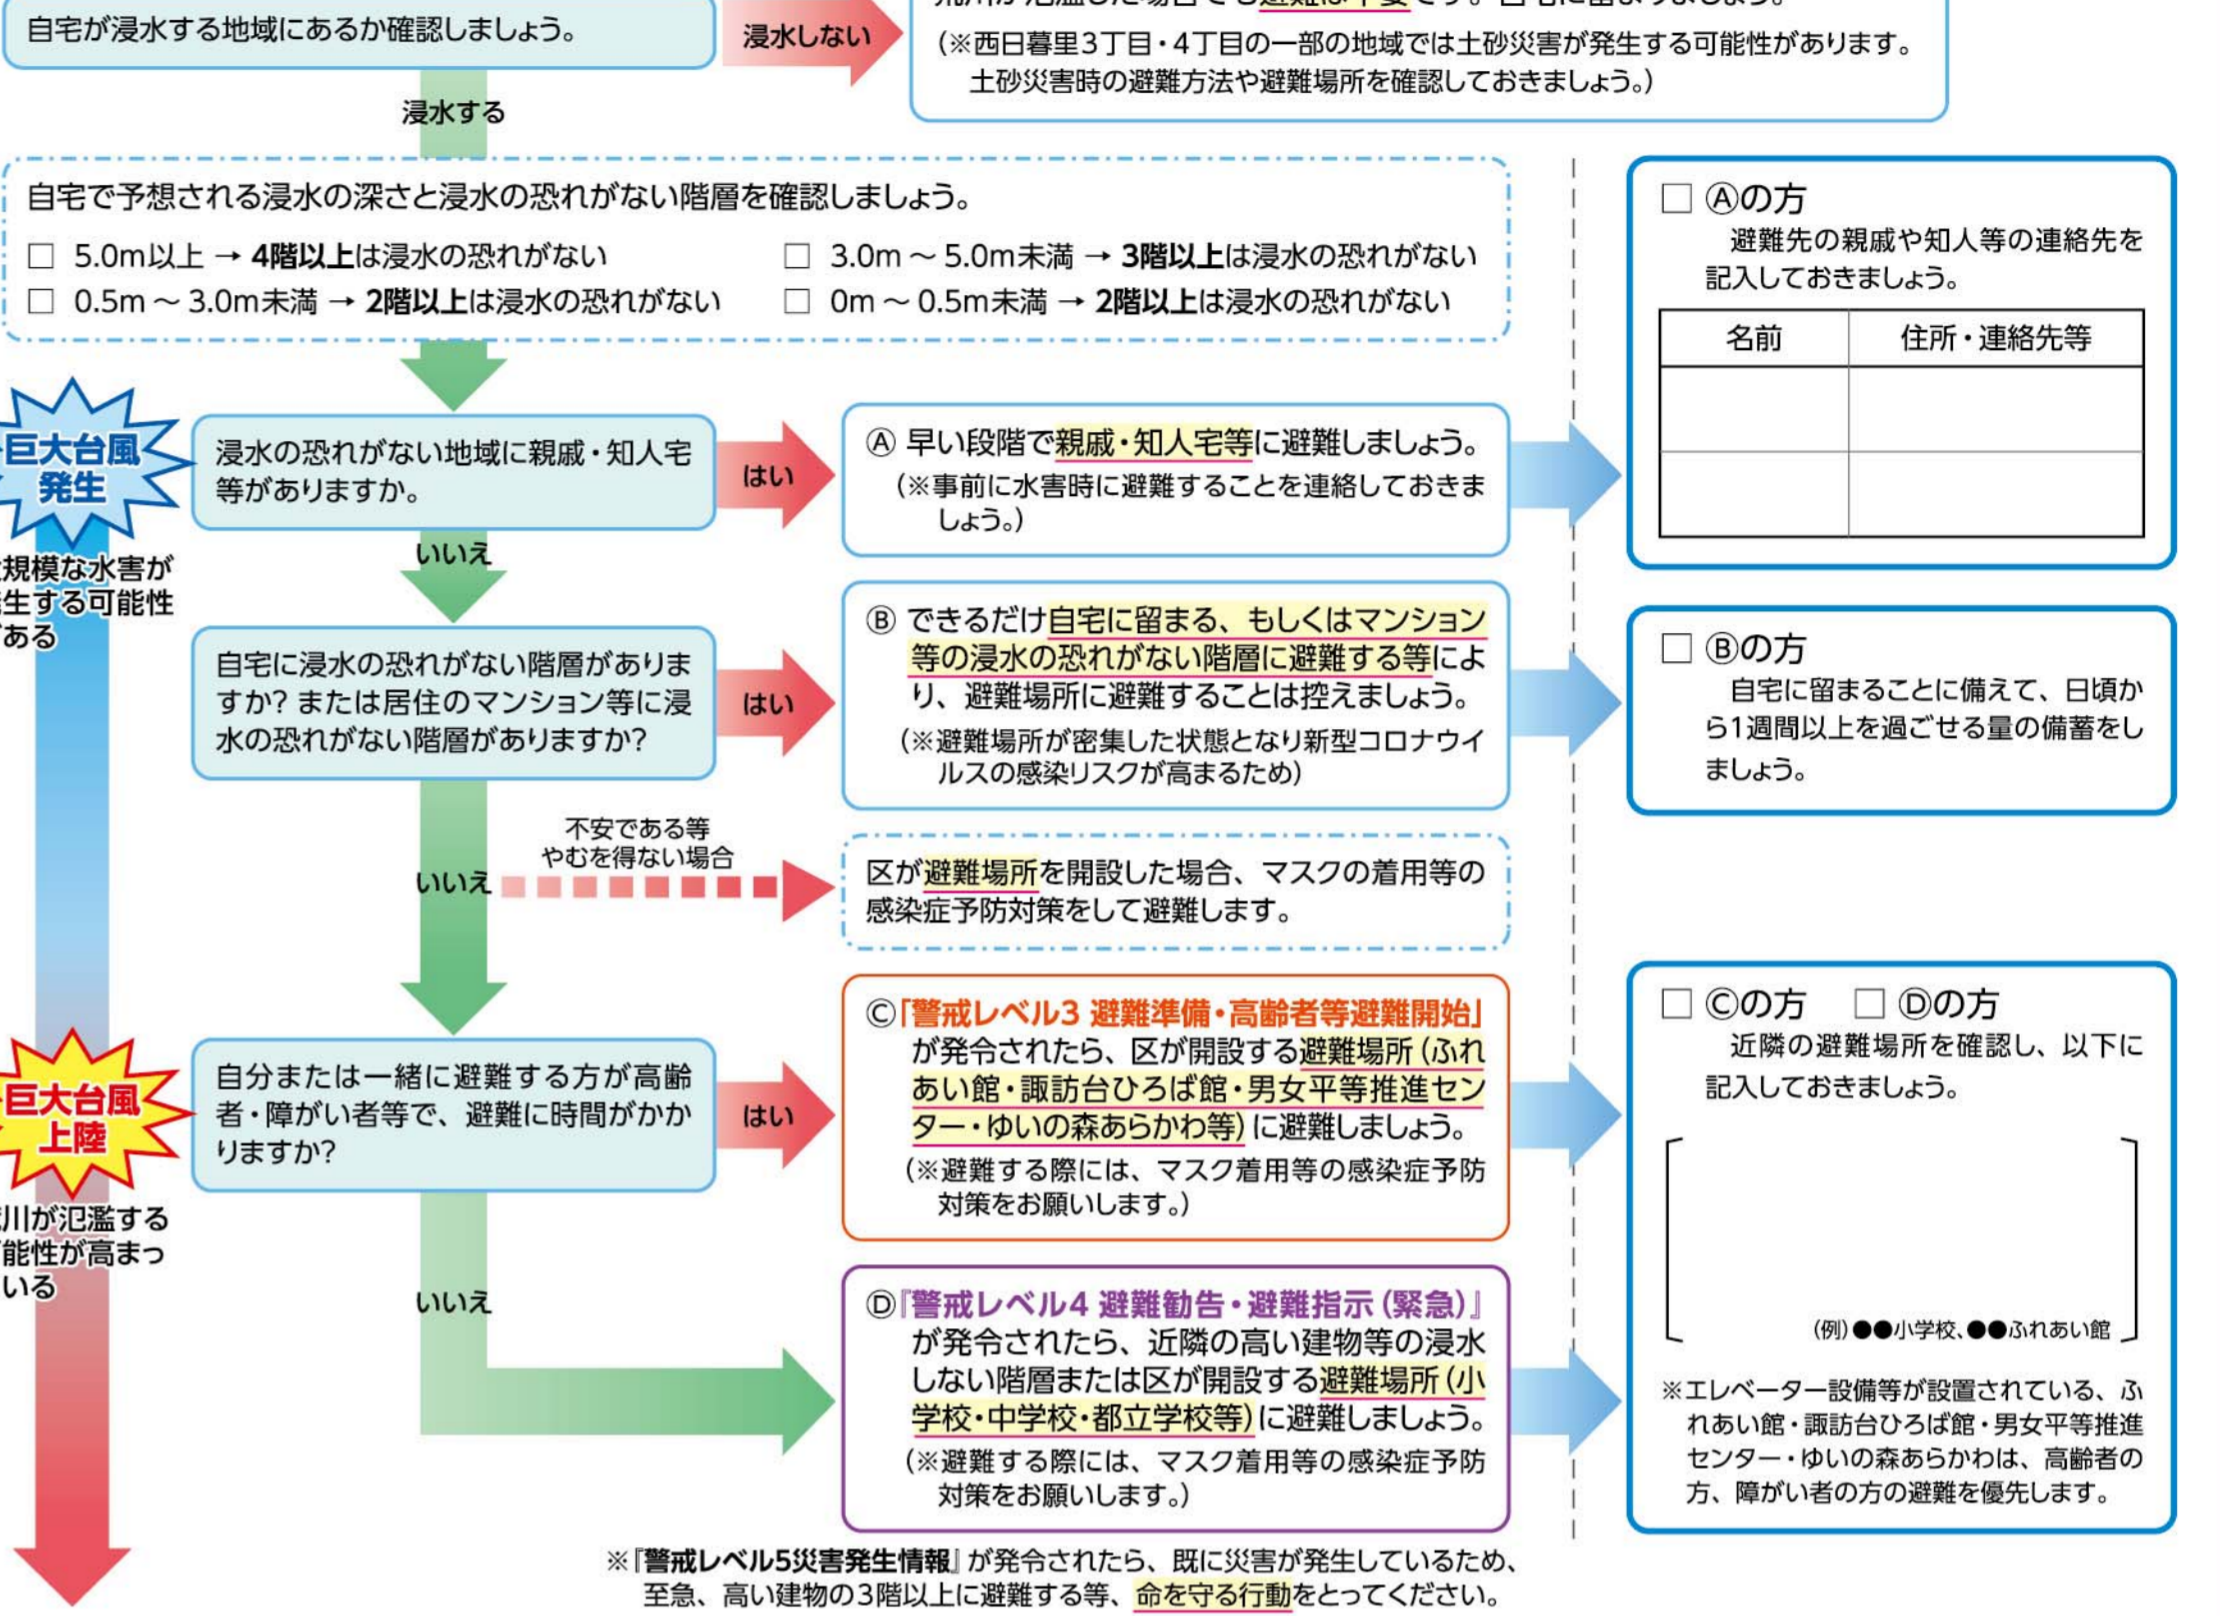 自宅が浸水する地域にあるか確認しましょう。
浸水しない
(※西日暮里3丁目・4丁目の一部の地域では土砂災害が発生する可能性があります。
土砂災害時の避難方法や避難場所を確認しておきましょう。)
浸水する
自宅で予想される浸水の深さと浸水の恐れがない階層を確認しましょう。
□ 5.0m以上 → 4階以上は浸水の恐れがない
□ 3.0m ～ 5.0m未満 → 3階以上は浸水の恐れがない
□ 0.5m ～ 3.0m未満 → 2階以上は浸水の恐れがない
□ 0m ～ 0.5m未満 → 2階以上は浸水の恐れがない
巨大台風
発生
規模な水害が
生する可能性
ある
浸水の恐れがない地域に親戚・知人宅
等がありますか。
はい
Ⓐ 早い段階で親戚・知人宅等に避難しましょう。
(※事前に水害時に避難することを連絡しておきま
しょう。)
□ Ⓐの方
避難先の親戚や知人等の連絡先を
記入しておきましょう。
名前
住所・連絡先等
いいえ
自宅に浸水の恐れがない階層がありま
すか? または居住のマンション等に浸
水の恐れがない階層がありますか?
はい
Ⓑ できるだけ自宅に留まる、もしくはマンション
等の浸水の恐れがない階層に避難する等によ
り、避難場所に避難することは控えましょう。
(※避難場所が密集した状態となり新型コロナウイ
ルスの感染リスクが高まるため)
□ Ⓑの方
自宅に留まることに備えて、日頃か
ら1週間以上を過ごせる量の備蓄をし
ましょう。
いいえ
不安である等
やむを得ない場合
区が避難場所を開設した場合、マスクの着用等の
感染症予防対策をして避難します。
巨大台風
上陸
川が氾濫する
能性が高まっ
いる
自分または一緒に避難する方が高齢
者・障がい者等で、避難に時間がかか
りますか?
はい
Ⓒ「警戒レベル3 避難準備・高齢者等避難開始」
が発令されたら、区が開設する避難場所(ふれ
あい館・諏訪台ひろば館・男女平等推進セン
ター・ゆいの森あらかわ等)に避難しましょう。
(※避難する際には、マスク着用等の感染症予防
対策をお願いします。)
いいえ
Ⓓ『警戒レベル4 避難勧告・避難指示(緊急)』
が発令されたら、近隣の高い建物等の浸水
しない階層または区が開設する避難場所(小
学校・中学校・都立学校等)に避難しましょう。
(※避難する際には、マスク着用等の感染症予防
対策をお願いします。)
□ Ⓒの方 □ Ⓓの方
近隣の避難場所を確認し、以下に
記入しておきましょう。
(例)●●小学校、●●ふれあい館
※エレベーター設備等が設置されている、ふ
れあい館・諏訪台ひろば館・男女平等推進
センター・ゆいの森あらかわは、高齢者の
方、障がい者の方の避難を優先します。
※『警戒レベル5災害発生情報』が発令されたら、既に災害が発生しているため、
至急、高い建物の3階以上に避難する等、命を守る行動をとってください。